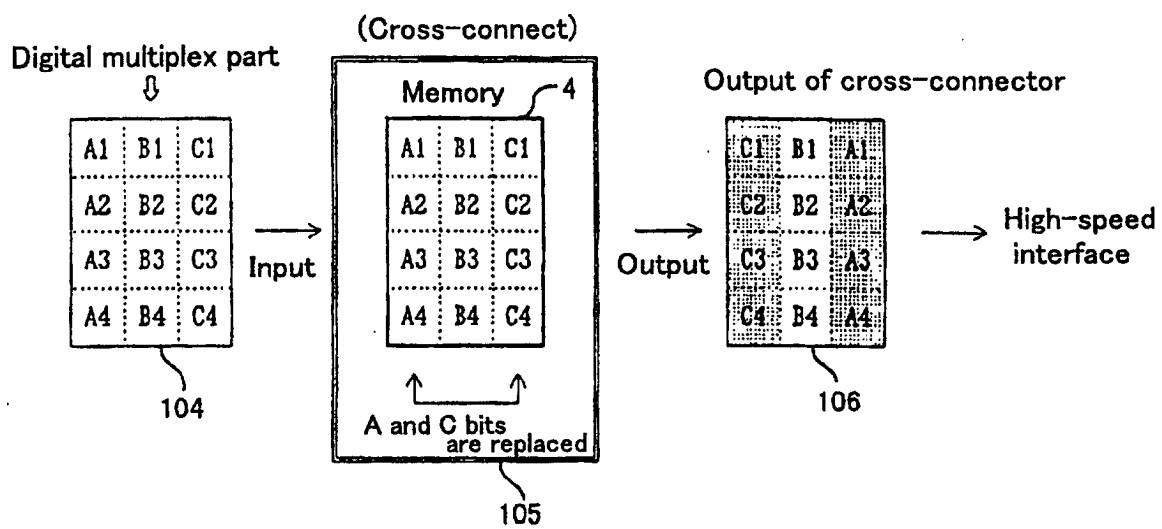 (Cross-connect)
Digital multiplex part
Memory
4
Output of cross-connector
A1 B1 C1
A2 B2 C2
A3 B3 C3
A4 B4 C4
104
Input
A1 B1 C1
A2 B2 C2
A3 B3 C3
A4 B4 C4
A and C bits
are replaced
105
Output
C1 B1 A1
C2 B2 A2
C3 B3 A3
C4 B4 A4
106
High-speed
interface